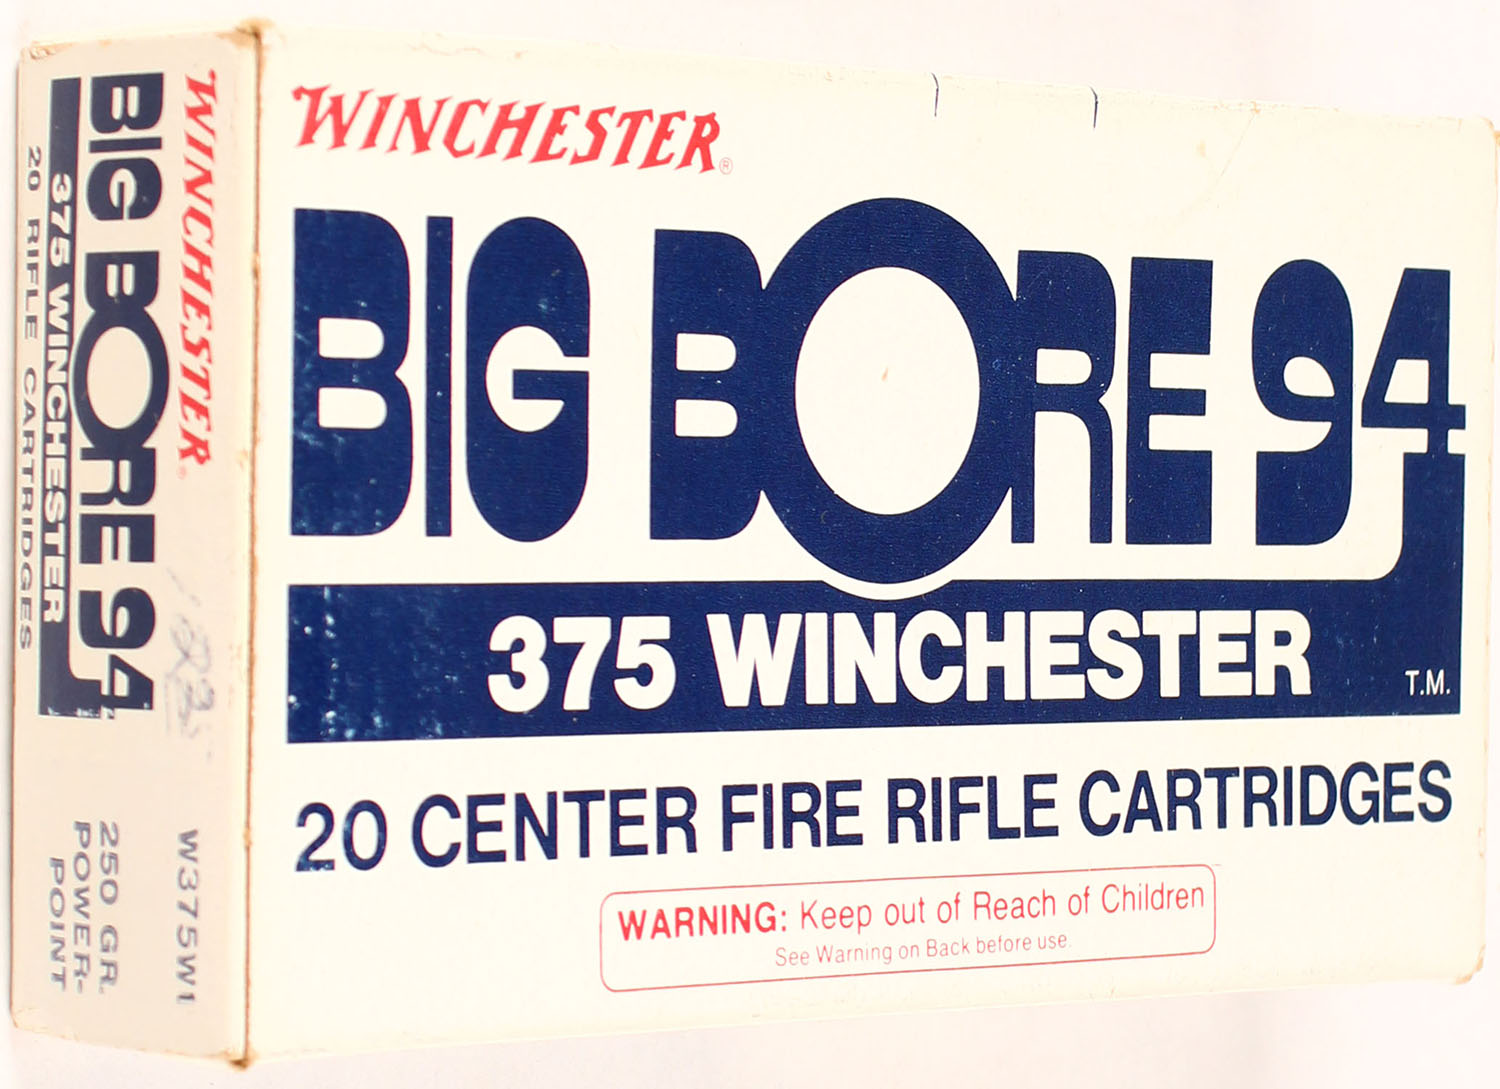 WINCHESTER®
BIG BORE 94
375 WINCHESTER
T.M.
20 CENTER FIRE RIFLE CARTRIDGES
WARNING: Keep out of Reach of Children
See Warning on Back before use.
WINCHESTER®
BIG BORE 94
375 WINCHESTER
20 RIFLE CARTRIDGES
W375W1
250 GR.
POWER-
POINT